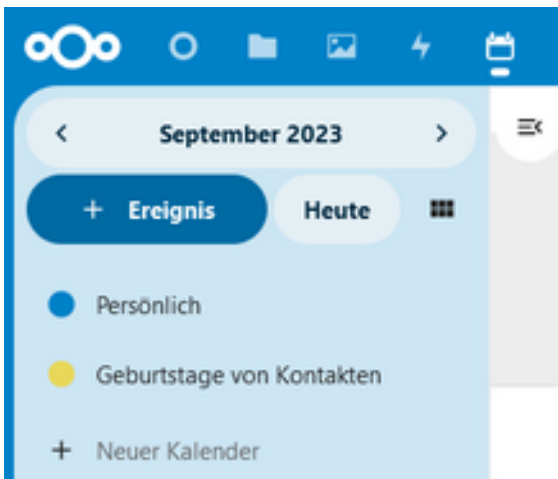 September 2023
+ Ereignis Heute
Persönlich
Geburtstage von Kontakten
+ Neuer Kalender